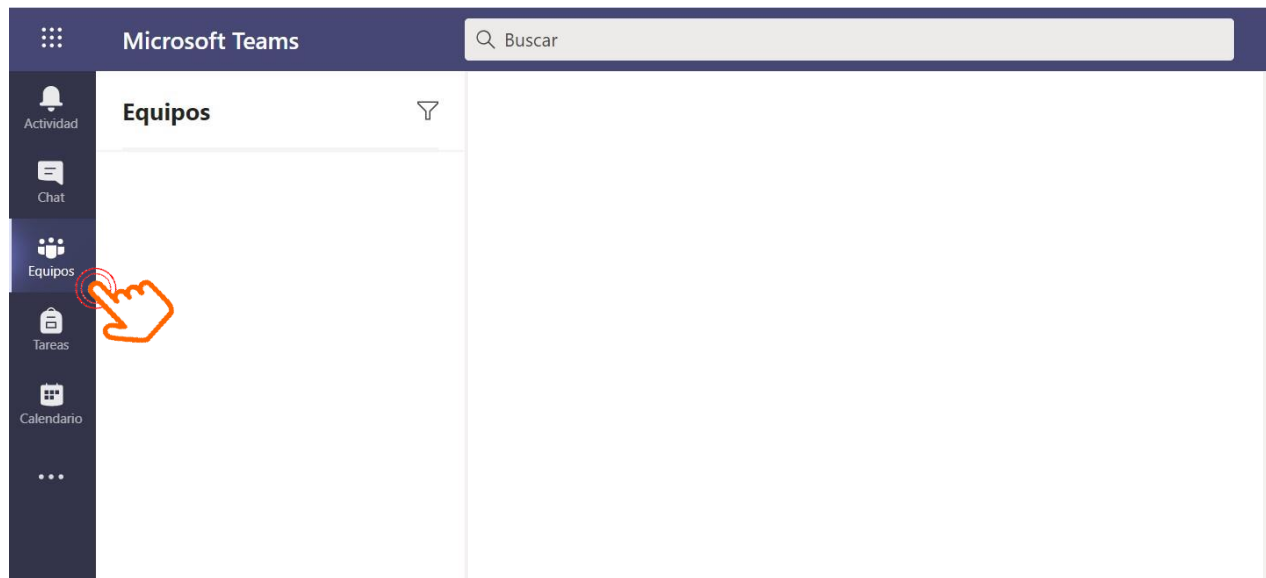 Microsoft Teams
Buscar
Actividad
Equipos
Chat
Equipos
Tareas
Calendario